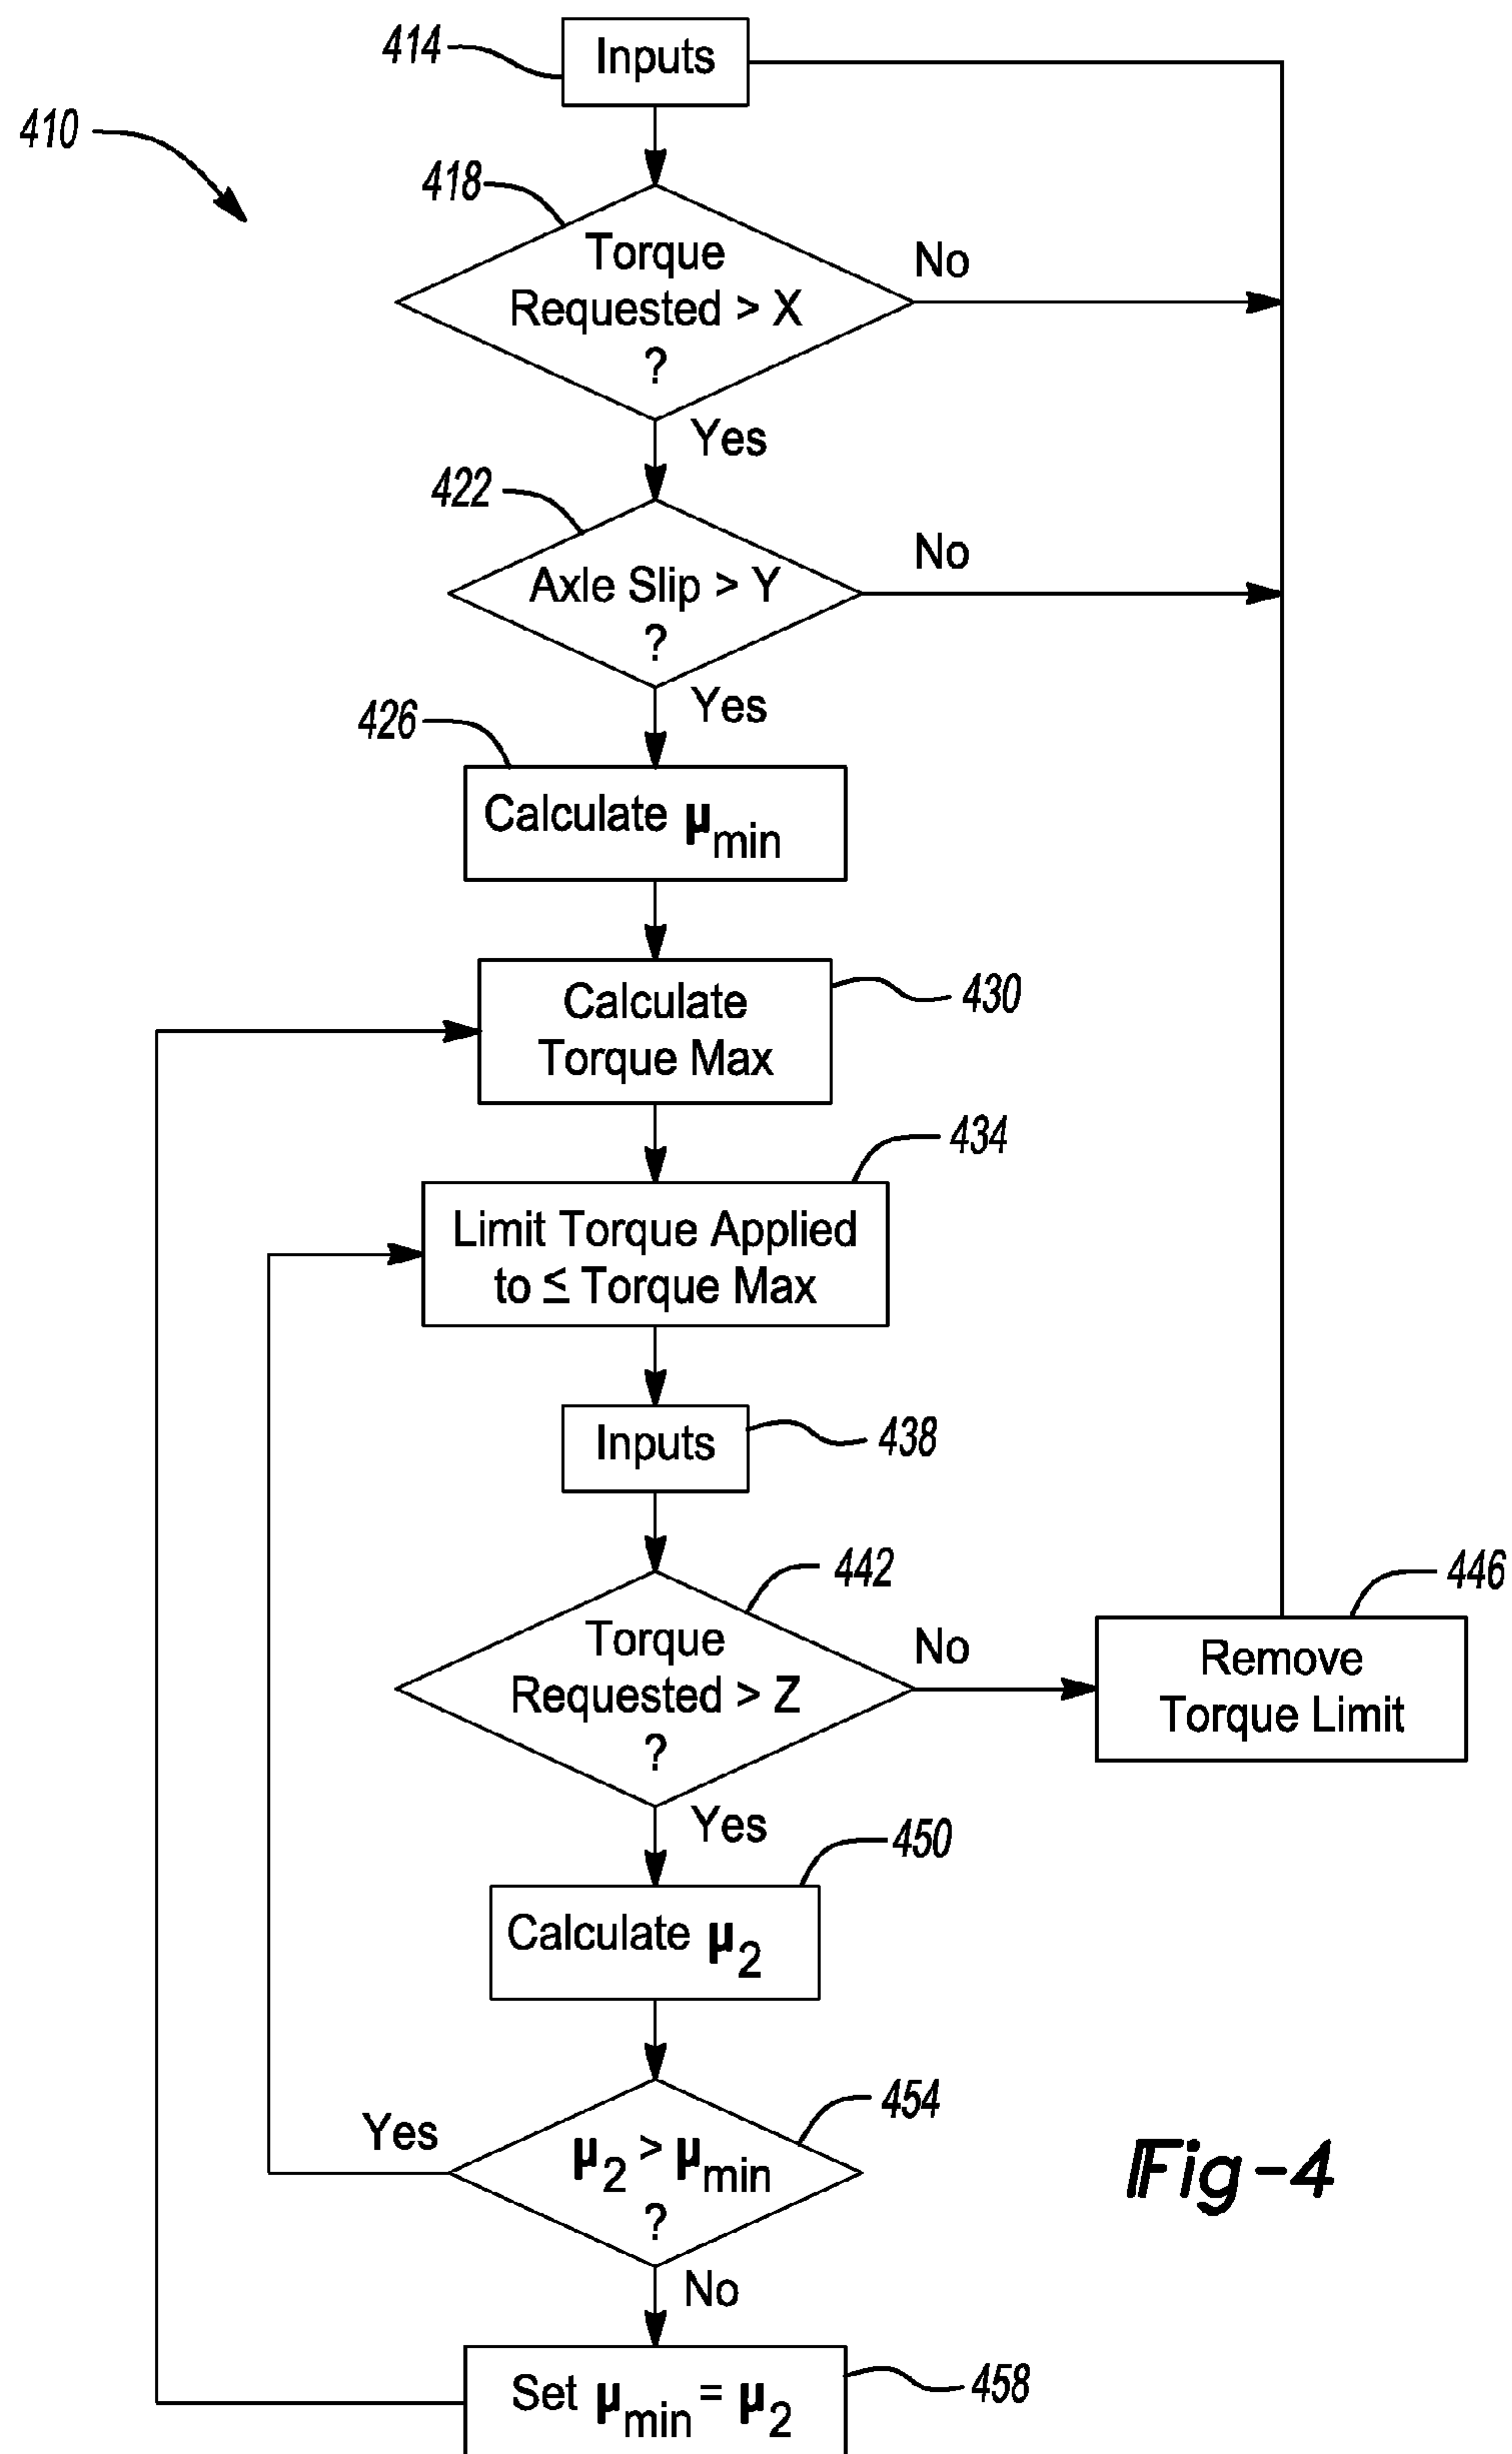 414
Inputs
410
418
Torque
Requested > X
?
No
Yes
422
Axle Slip > Y
?
No
Yes
426
Calculate μmin
430
Calculate
Torque Max
434
Limit Torque Applied
to ≤ Torque Max
438
Inputs
442
Torque
Requested > Z
?
No
446
Remove
Torque Limit
Yes
450
Calculate μ2
454
Yes
μ2 > μmin
?
No
Fig-4
458
Set μmin = μ2